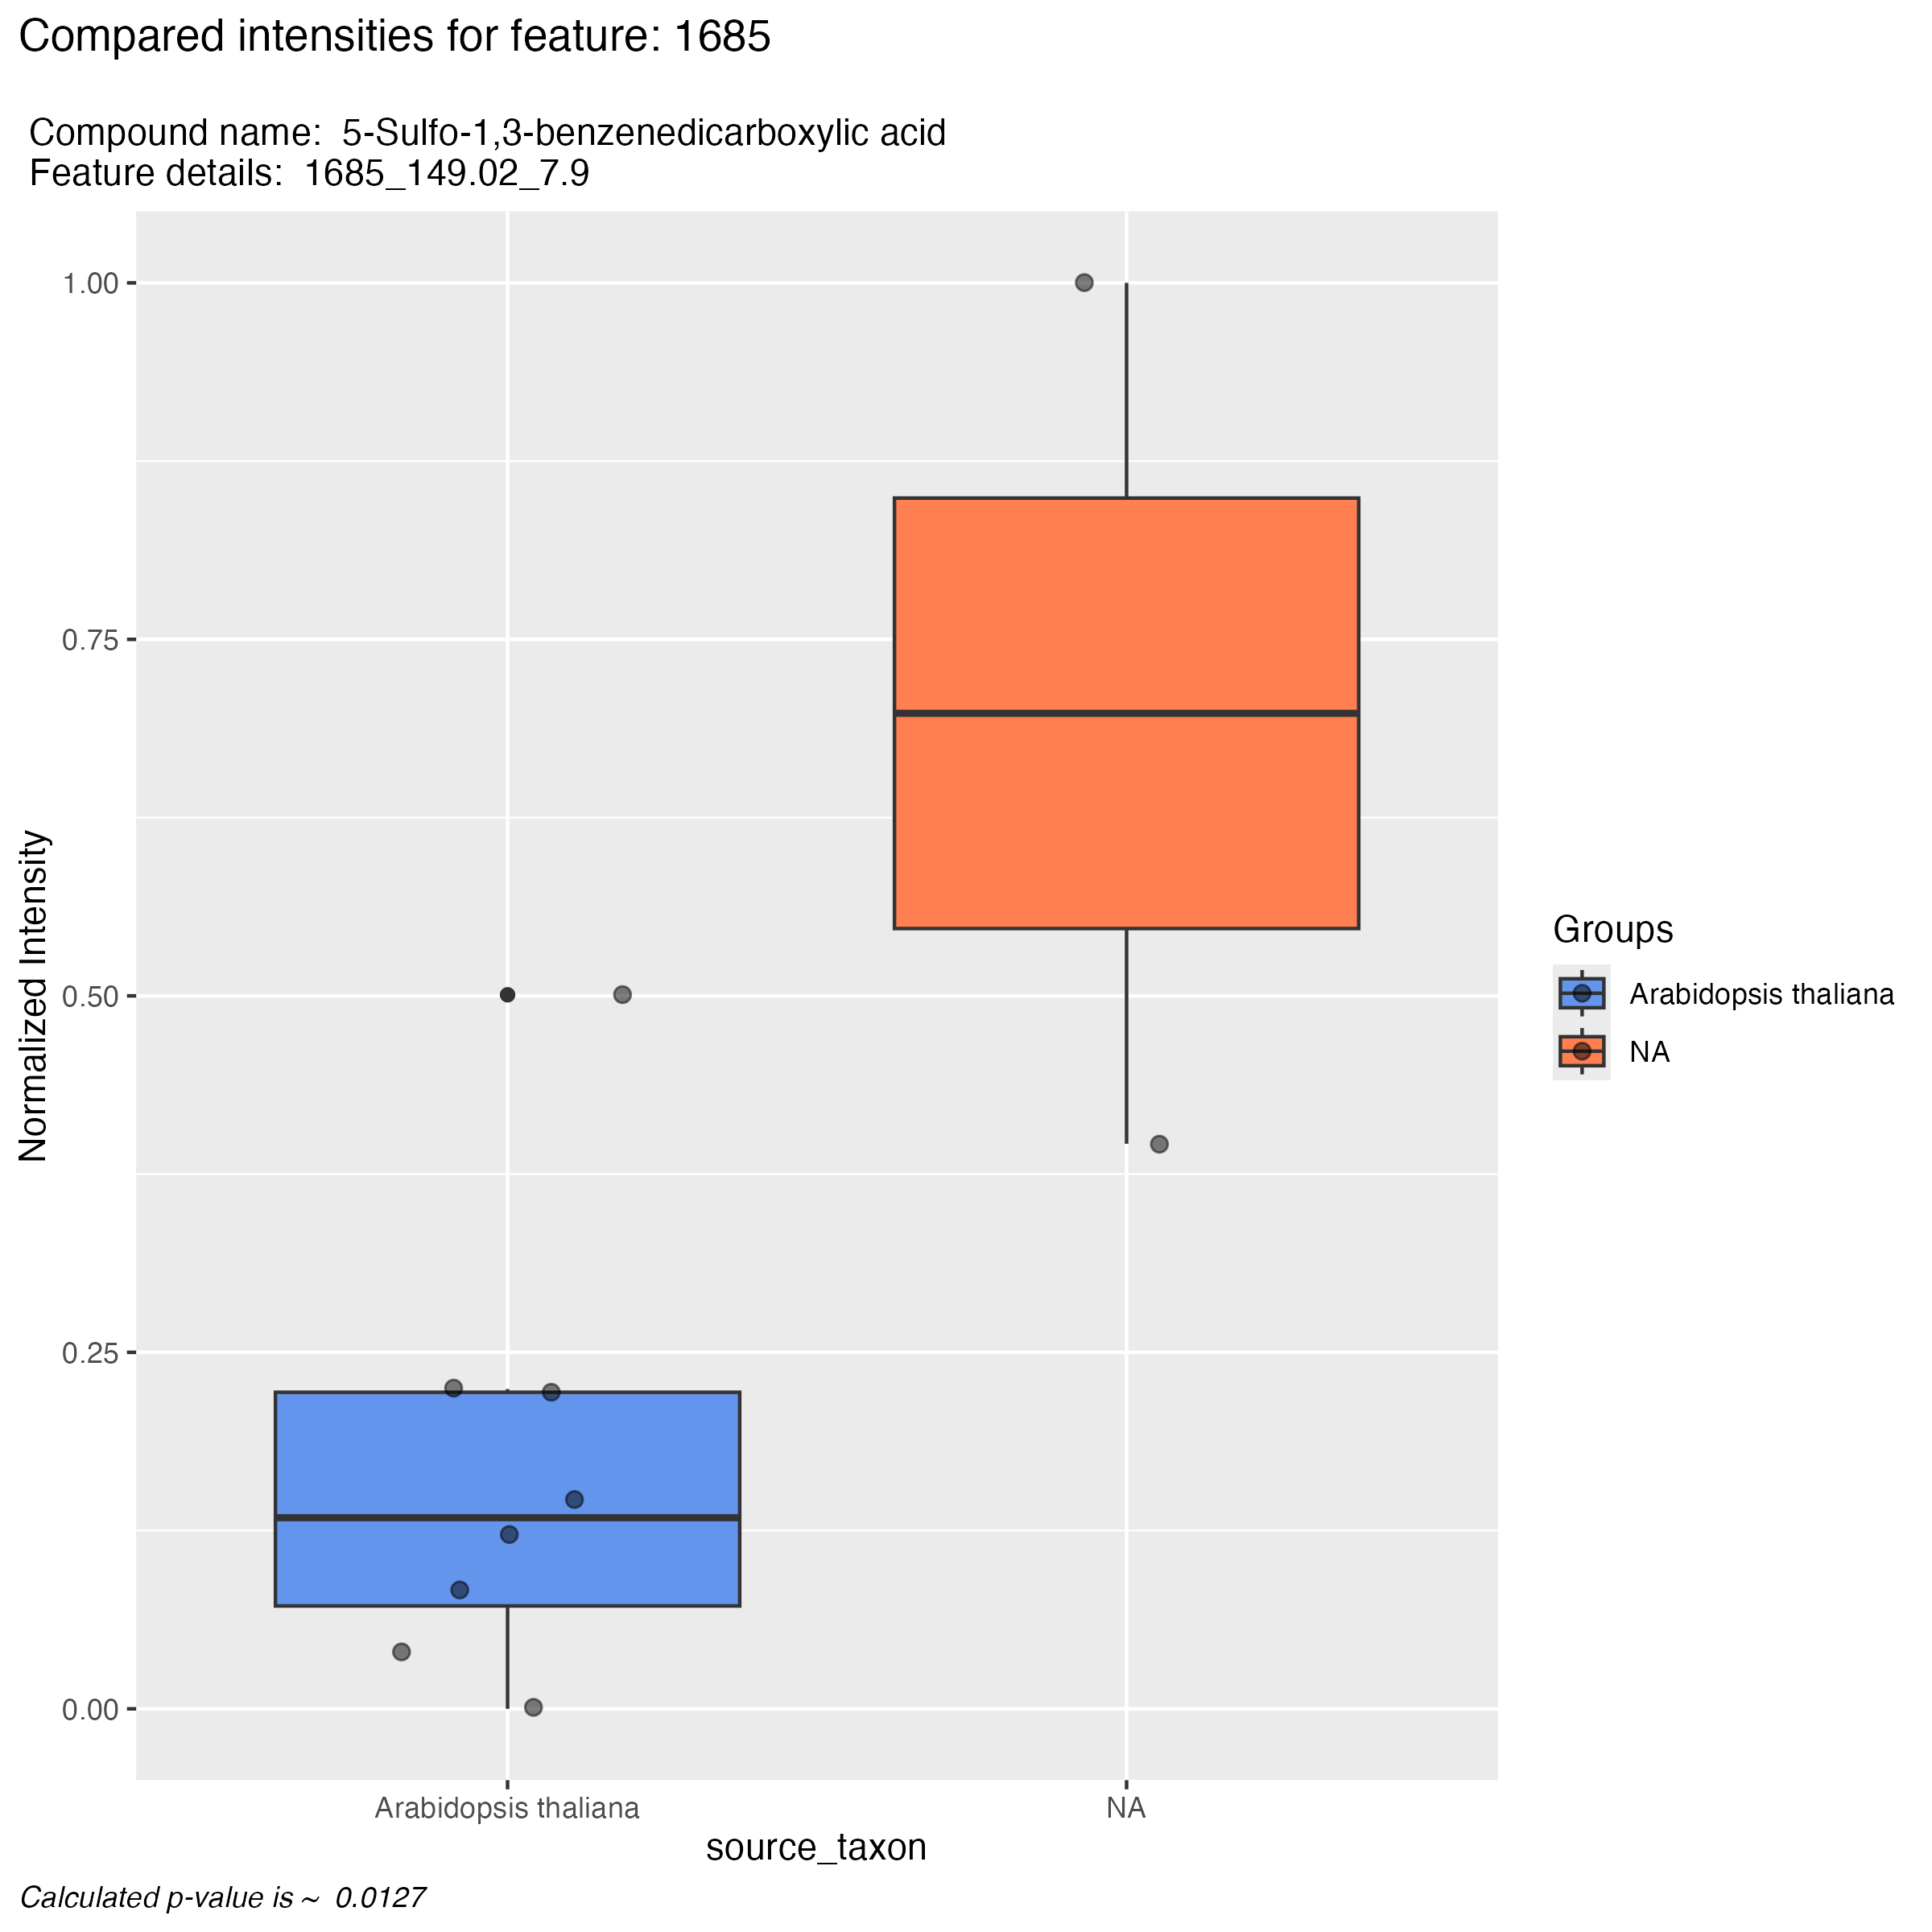 Compared intensities for feature: 1685
Compound name:  5-Sulfo-1,3-benzenedicarboxylic acid
Feature details:  1685_149.02_7.9
Normalized Intensity
1.00
0.75
0.50
0.25
0.00
Arabidopsis thaliana
NA
source_taxon
Groups
Arabidopsis thaliana
NA
Calculated p-value is ~  0.0127